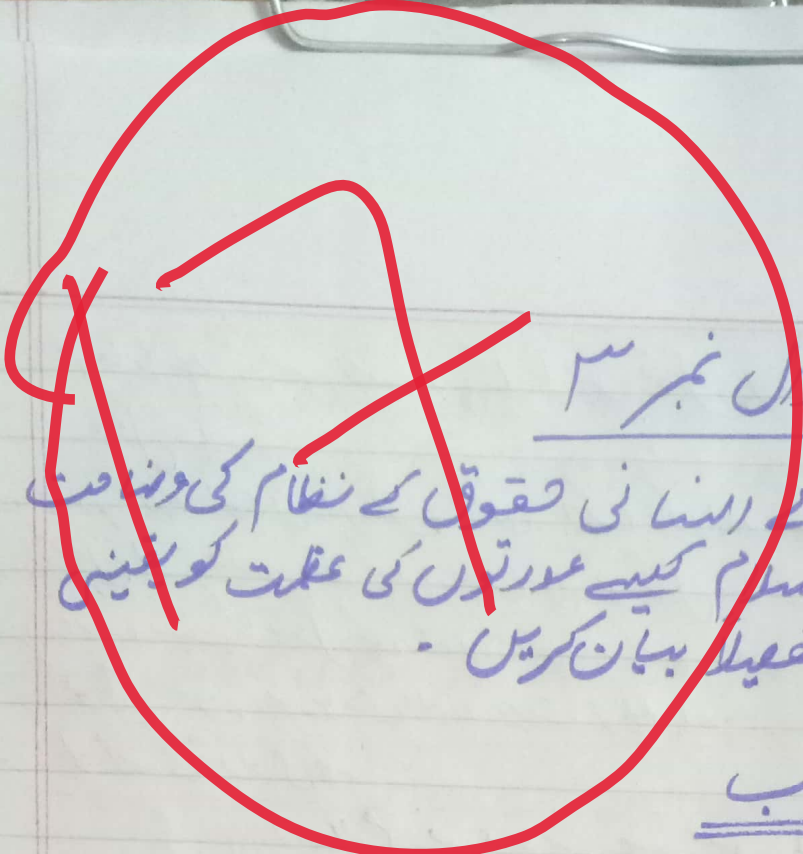 17
ال نمبر ۳
ے انسانی حقوق کے نظام کی وضاحت
سلام کیسے عورتوں کی عظمت کو یقینی
فصیلاً بیان کریں ۔
ب